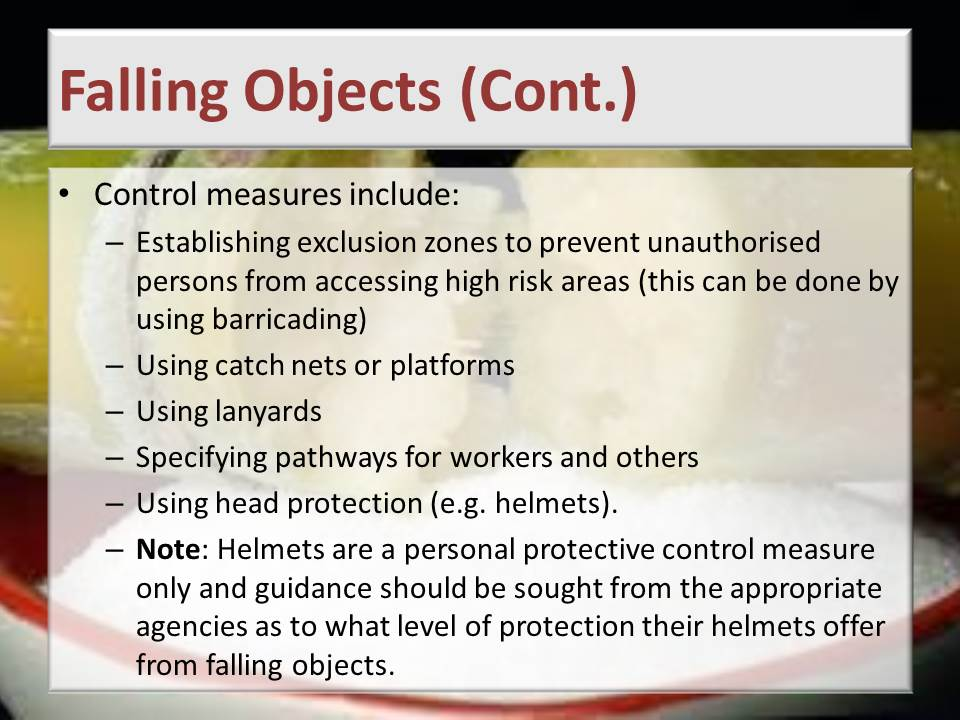 Falling Objects (Cont.)
• Control measures include:
– Establishing exclusion zones to prevent unauthorised
persons from accessing high risk areas (this can be done by
using barricading)
– Using catch nets or platforms
– Using lanyards
– Specifying pathways for workers and others
– Using head protection (e.g. helmets).
– Note: Helmets are a personal protective control measure
only and guidance should be sought from the appropriate
agencies as to what level of protection their helmets offer
from falling objects.